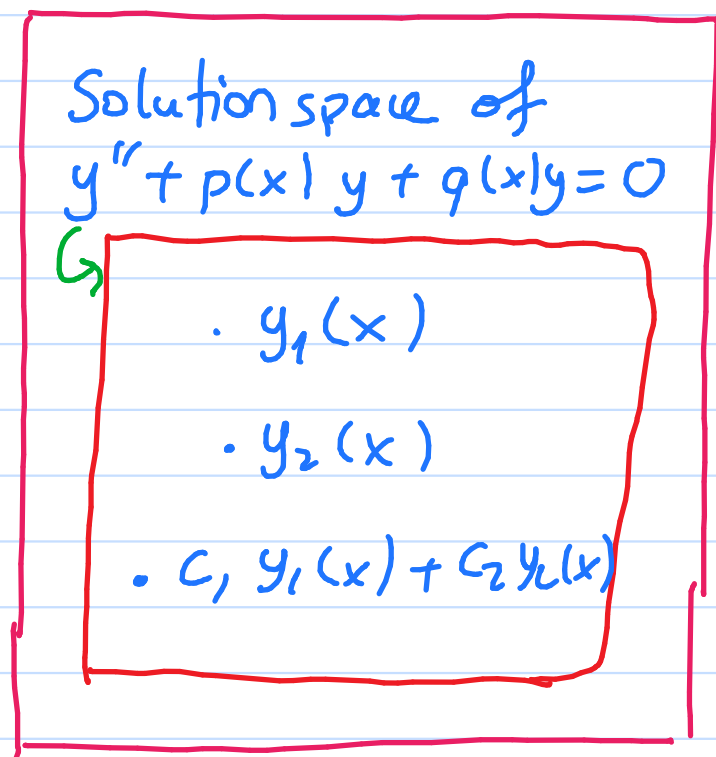 Solution space of
y'' + p(x) y + q(x)y = 0
. y₁(x)
. y₂(x)
. C₁ y₁(x) + C₂ y₂(x)